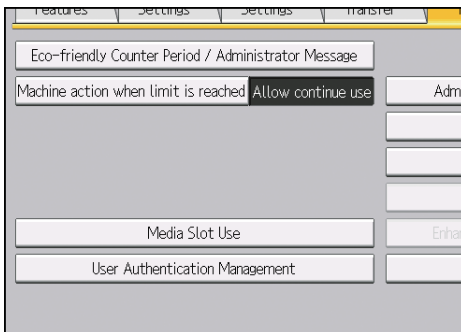 Features Settings Settings Transfer
Eco-friendly Counter Period / Administrator Message
Machine action when limit is reached Allow continue use
Adm
Media Slot Use
Enha
User Authentication Management